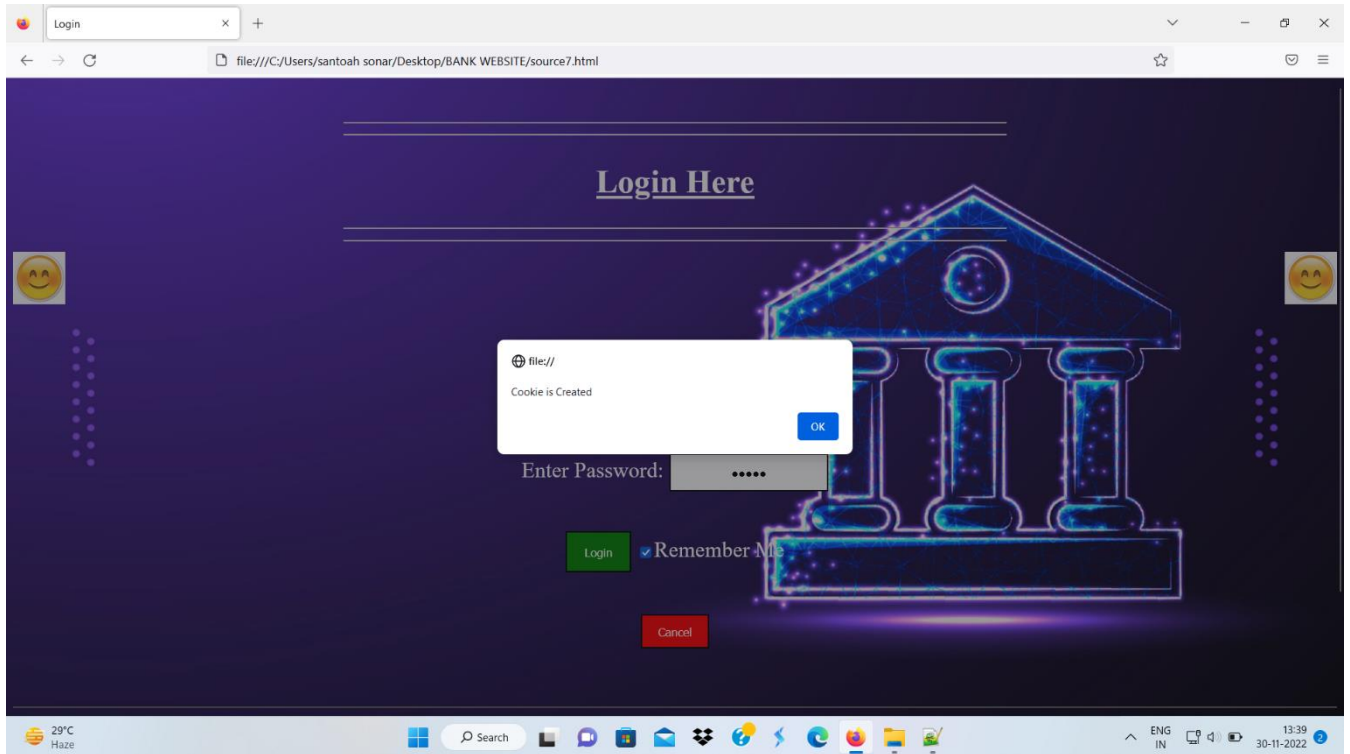 Login
file:///C:/Users/santoah sonar/Desktop/BANK WEBSITE/source7.html
Login Here
file://
Cookie is Created
OK
Enter Password: •••••
Login Remember Me
Cancel
29°C
Haze
Search
ENG
IN
13:39
30-11-2022
2